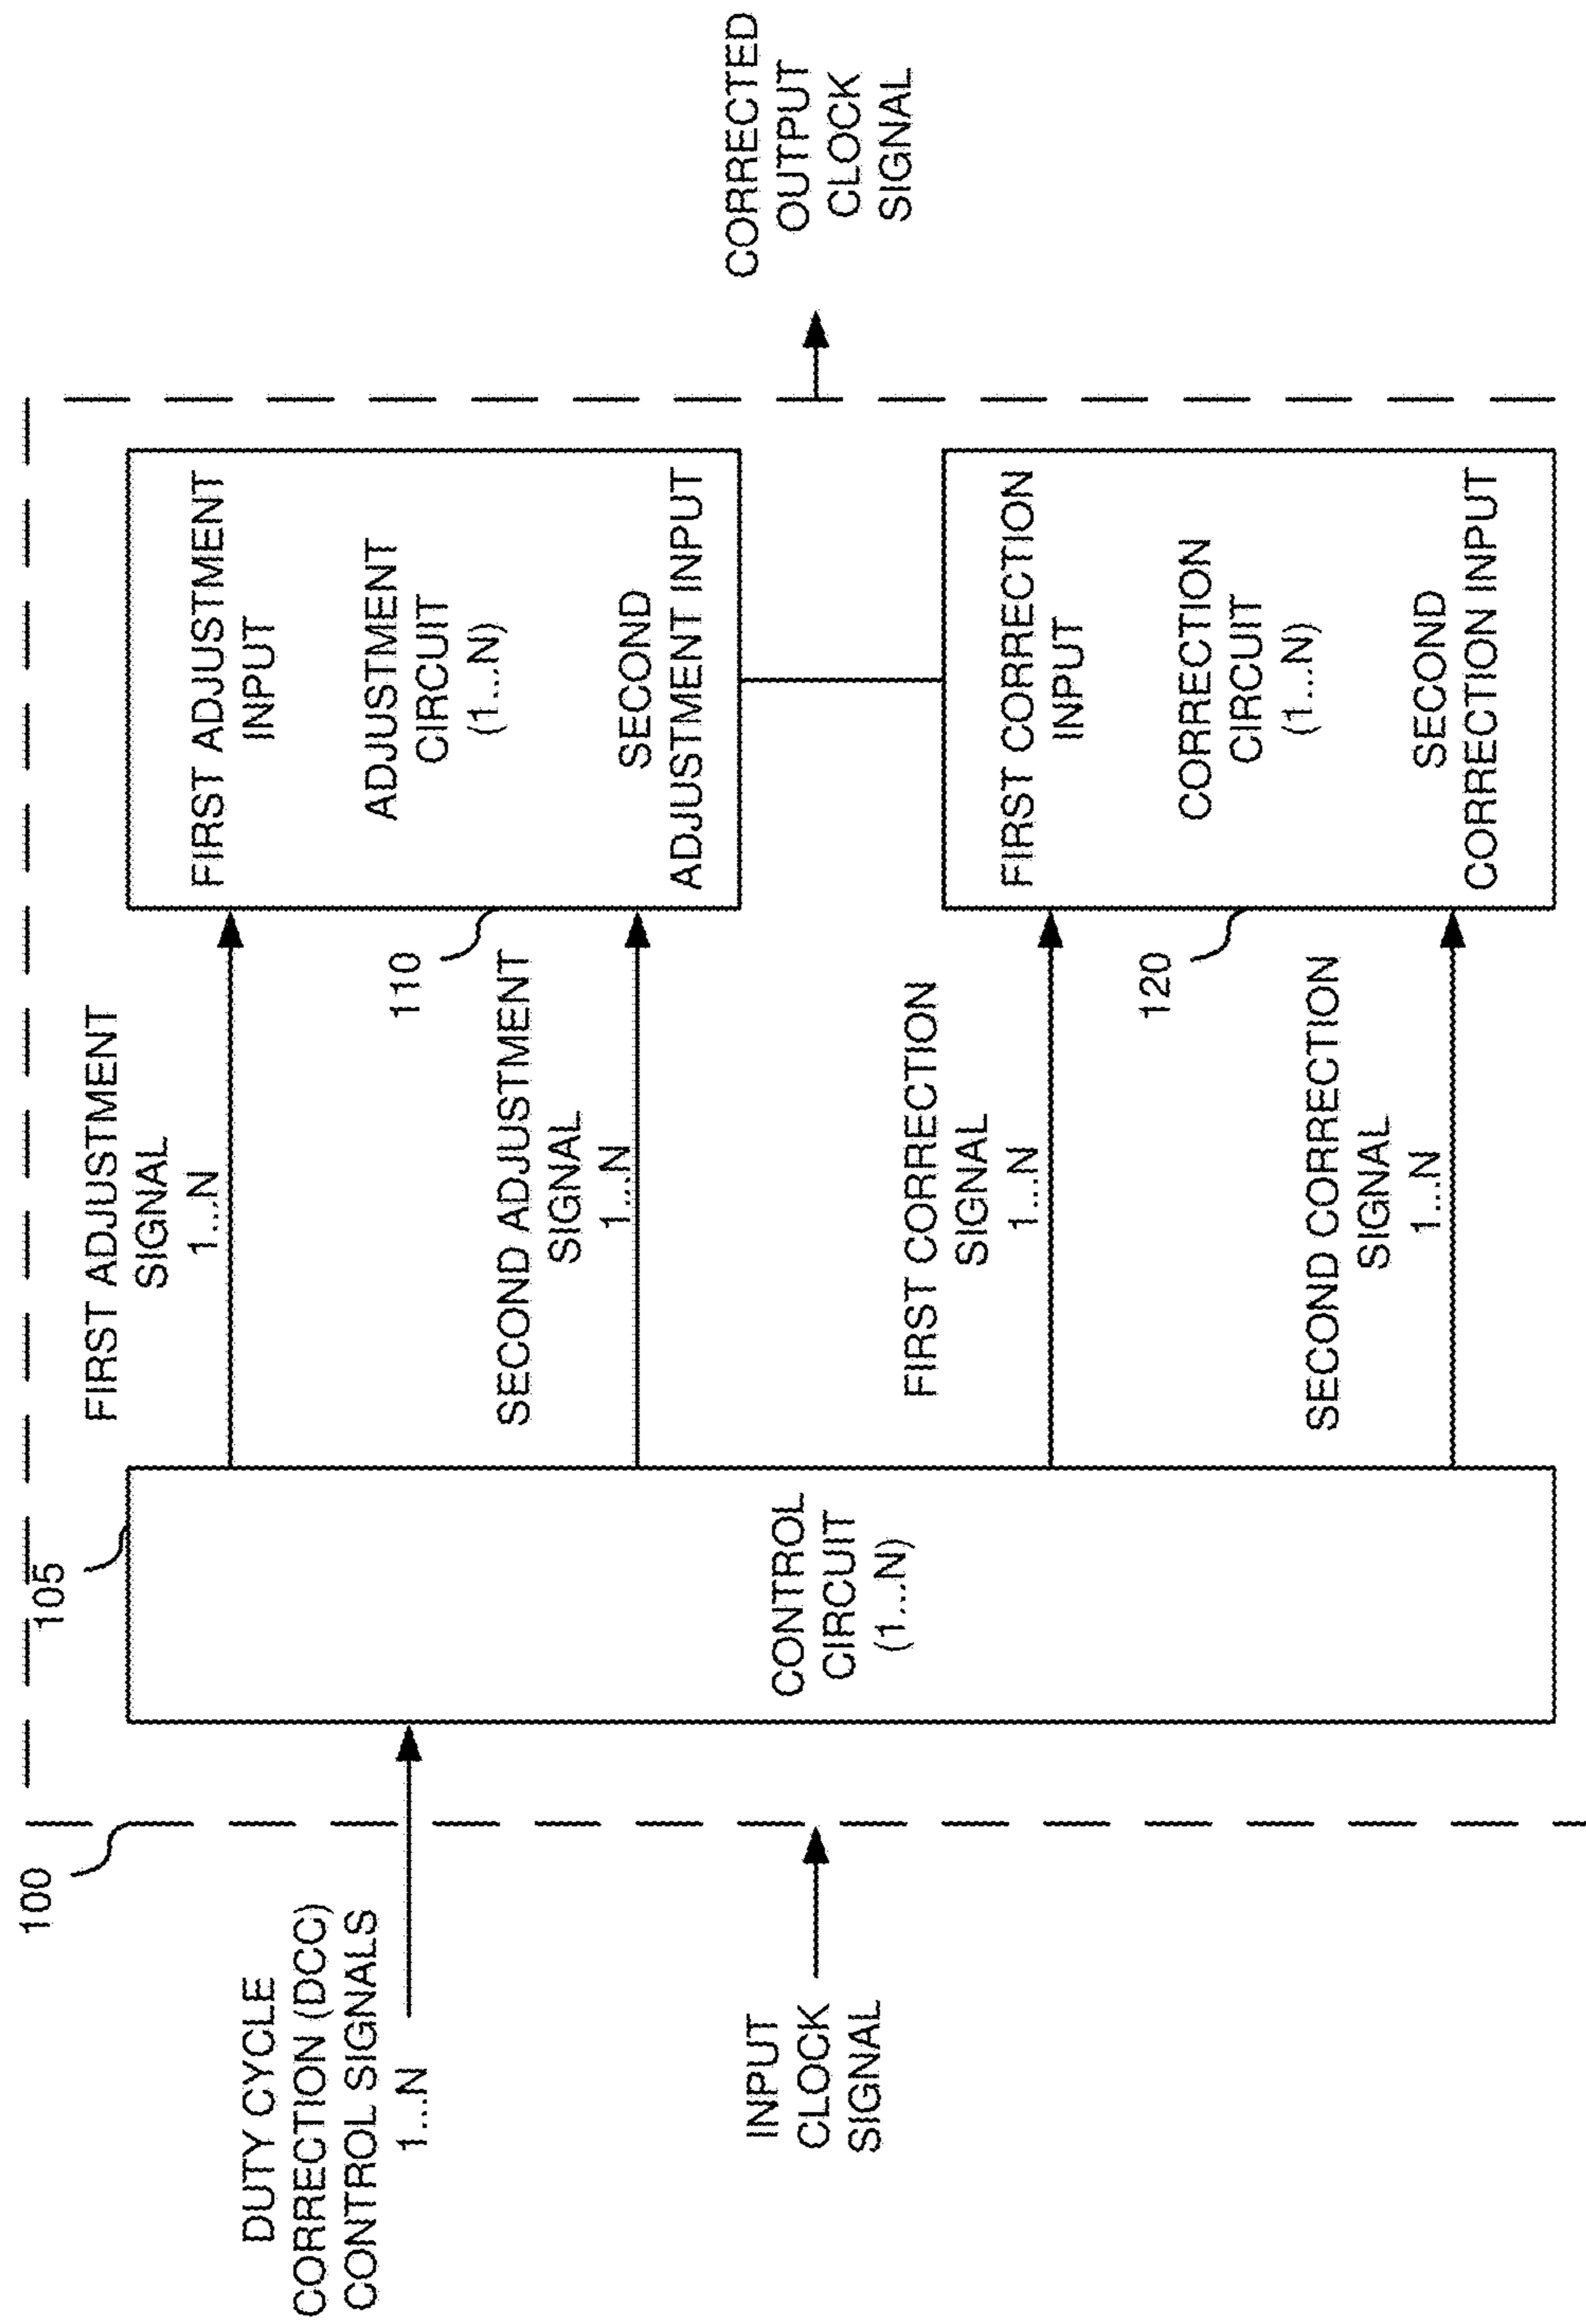 100
DUTY CYCLE
CORRECTION (DCC)
CONTROL SIGNALS
1...N
INPUT
CLOCK
SIGNAL
105
CONTROL
CIRCUIT
(1...N)
FIRST ADJUSTMENT
SIGNAL
1...N
110
SECOND ADJUSTMENT
SIGNAL
1...N
FIRST CORRECTION
SIGNAL
1...N
120
SECOND CORRECTION
SIGNAL
1...N
FIRST ADJUSTMENT
INPUT
ADJUSTMENT
CIRCUIT
(1...N)
SECOND
ADJUSTMENT INPUT
FIRST CORRECTION
INPUT
CORRECTION
CIRCUIT
(1...N)
SECOND
CORRECTION INPUT
CORRECTED
OUTPUT
CLOCK
SIGNAL